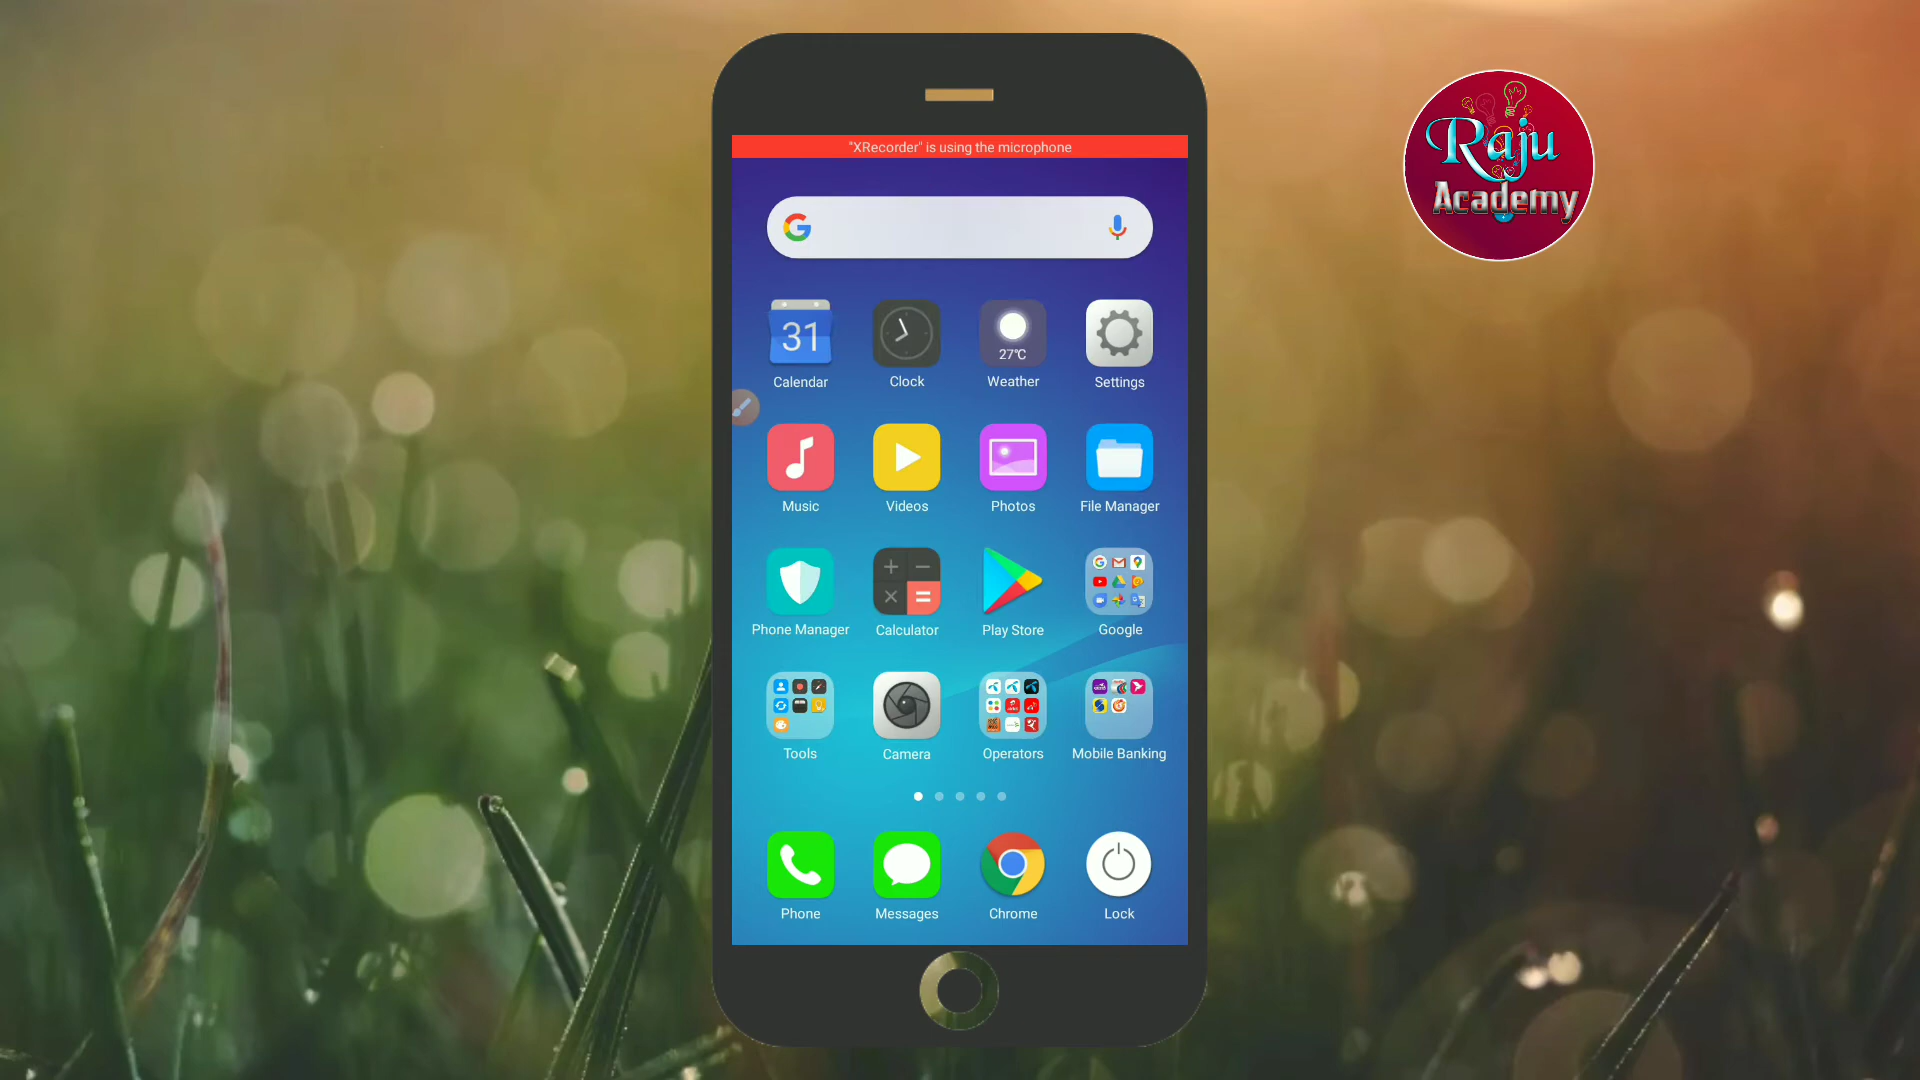 "XRecorder" is using the microphone
Raju
Academy
31
27°C
Calendar
Clock
Weather
Settings
Music
Videos
Photos
File Manager
Phone Manager
Calculator
Play Store
Google
Tools
Camera
Operators
Mobile Banking
Phone
Messages
Chrome
Lock